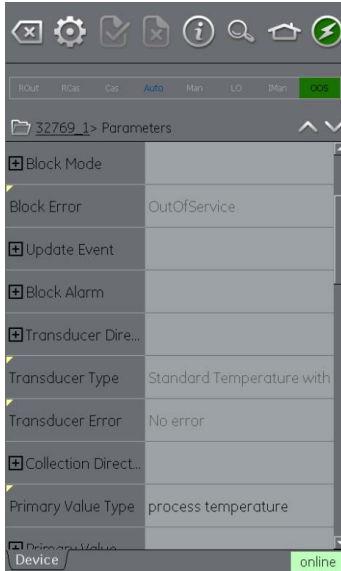 ROut RCas Cas Auto Man LO IMan OOS
32769_1> Parameters
Block Mode
Block Error OutOfService
Update Event
Block Alarm
Transducer Dire...
Transducer Type Standard Temperature with
Transducer Error No error
Collection Direct...
Primary Value Type process temperature
Primary Value
Device online